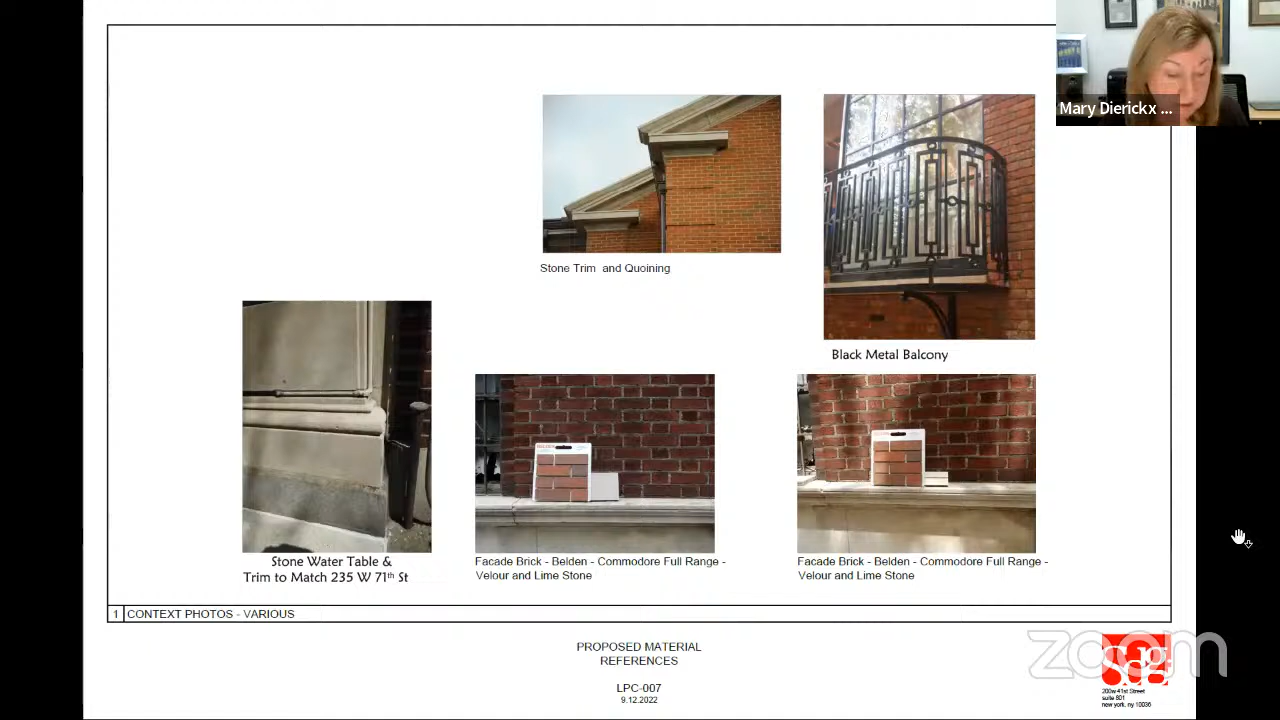 Mary Dierickx ...
Stone Trim and Quoining
Black Metal Balcony
Stone Water Table &
Trim to Match 235 W 71th St
Facade Brick - Belden - Commodore Full Range -
Velour and Lime Stone
Facade Brick - Belden - Commodore Full Range -
Velour and Lime Stone
1 CONTEXT PHOTOS - VARIOUS
PROPOSED MATERIAL
REFERENCES
LPC-007
9.12.2022
zoom
200w 41st Street
suite 601
new york, ny 10036